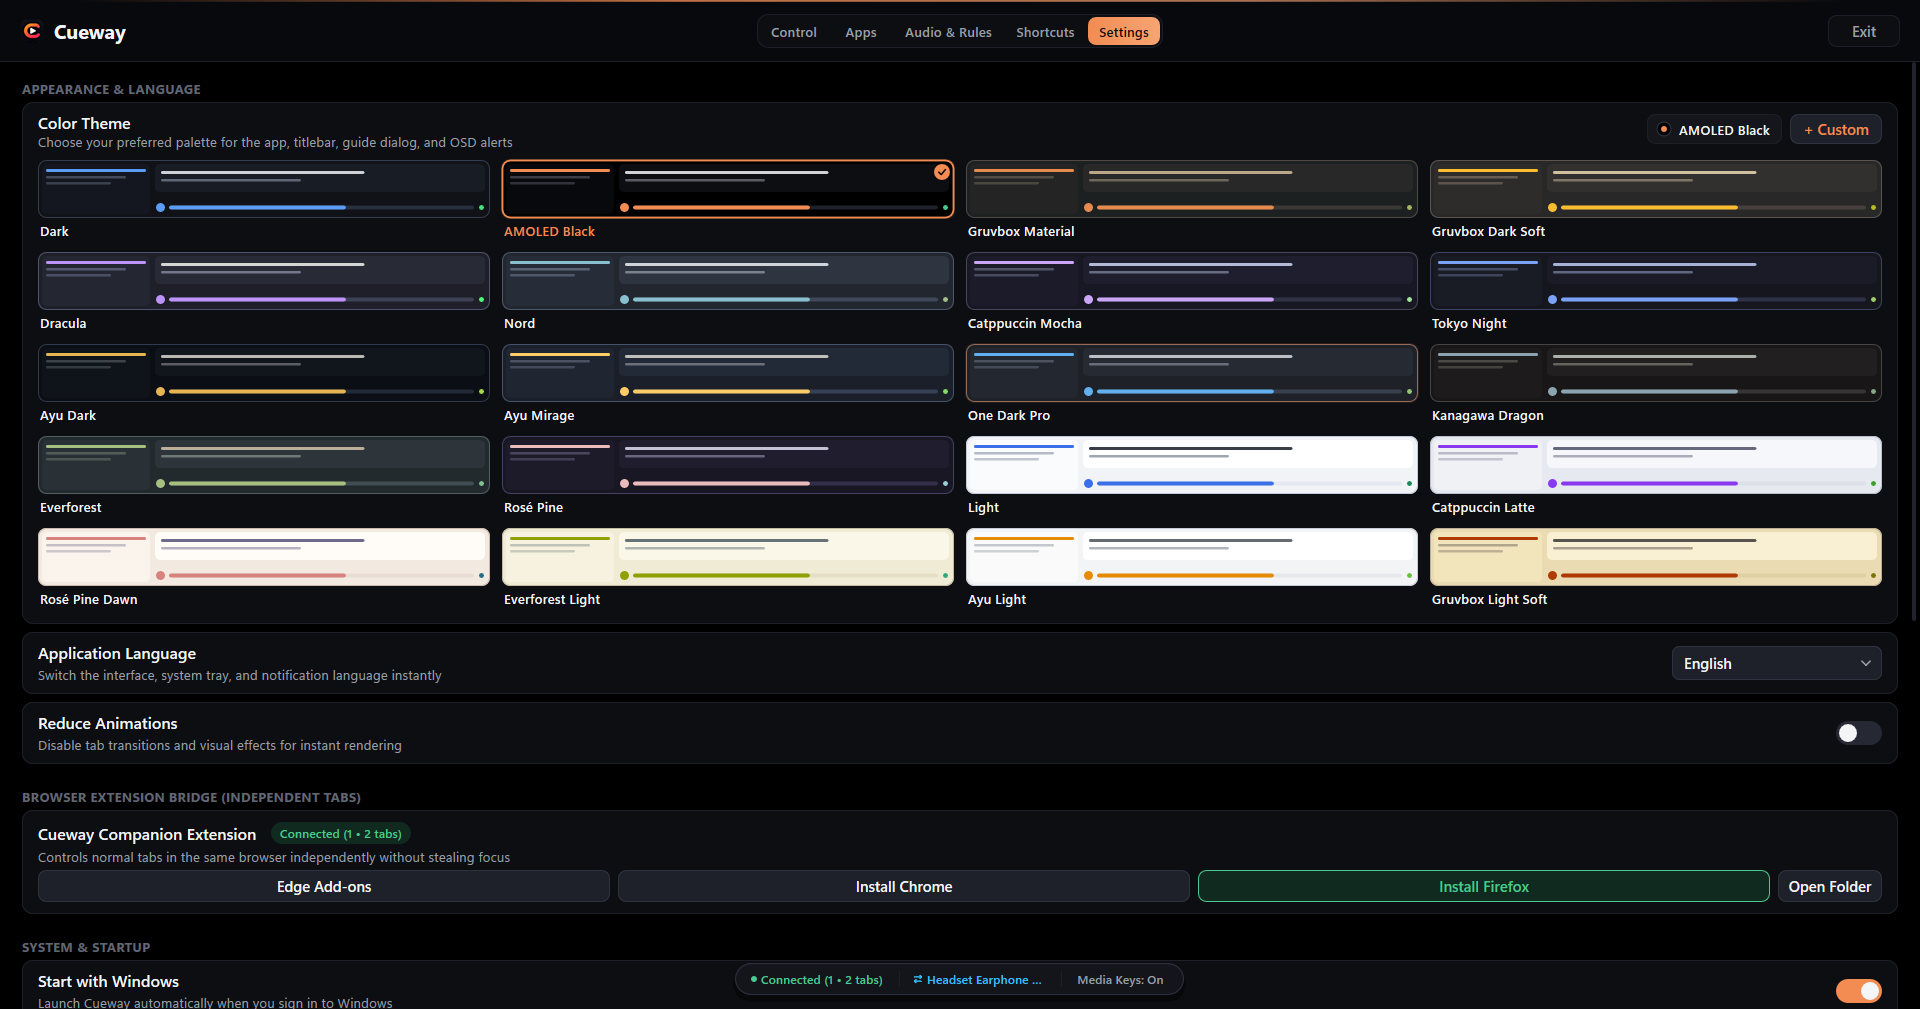 Cueway
Control
Apps
Audio & Rules
Shortcuts
Settings
Exit
APPEARANCE & LANGUAGE
Color Theme
Choose your preferred palette for the app, titlebar, guide dialog, and OSD alerts
AMOLED Black
+ Custom
Dark
AMOLED Black
Gruvbox Material
Gruvbox Dark Soft
Dracula
Nord
Catppuccin Mocha
Tokyo Night
Ayu Dark
Ayu Mirage
One Dark Pro
Kanagawa Dragon
Everforest
Rosé Pine
Light
Catppuccin Latte
Rosé Pine Dawn
Everforest Light
Ayu Light
Gruvbox Light Soft
Application Language
Switch the interface, system tray, and notification language instantly
English
Reduce Animations
Disable tab transitions and visual effects for instant rendering
BROWSER EXTENSION BRIDGE (INDEPENDENT TABS)
Cueway Companion Extension
Connected (1 • 2 tabs)
Controls normal tabs in the same browser independently without stealing focus
Edge Add-ons
Install Chrome
Install Firefox
Open Folder
SYSTEM & STARTUP
Start with Windows
Launch Cueway automatically when you sign in to Windows
Connected (1 • 2 tabs)
Headset Earphone ...
Media Keys: On